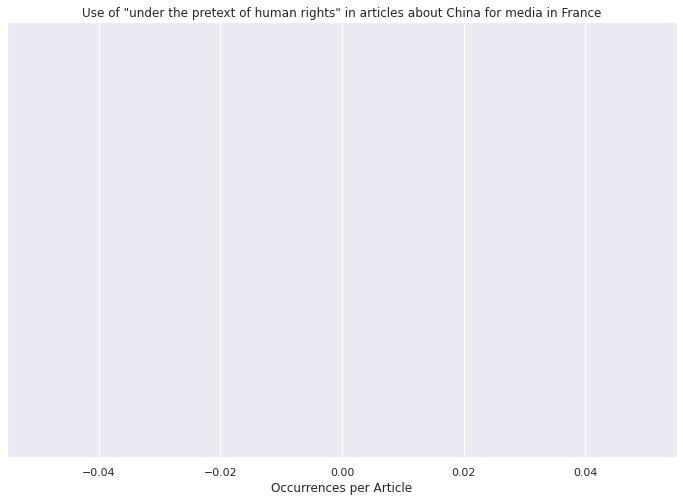 Use of "under the pretext of human rights" in articles about China for media in France
−0.04 −0.02 0.00 0.02 0.04
Occurrences per Article